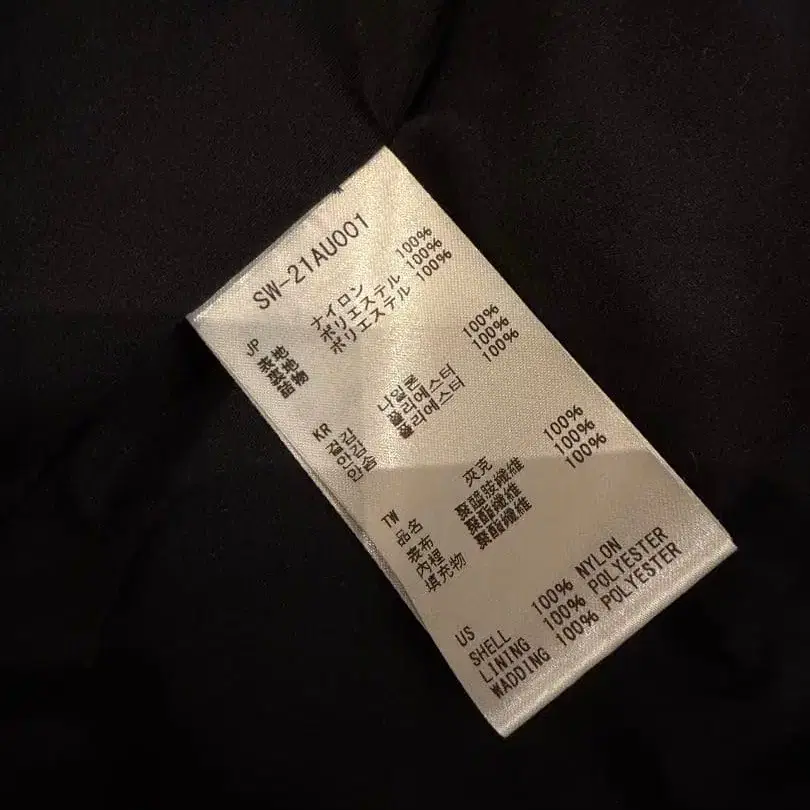 SW-21AU001
JP
表地 ナイロン 100%
裏地 ポリエステル 100%
詰物 ポリエステル 100%
KR
겉감 나일론 100%
안감 폴리에스터 100%
안솜 폴리에스터 100%
TW
品名 夾克
表布 聚醯胺纖維 100%
內裡 聚酯纖維 100%
填充物 聚酯纖維 100%
US
SHELL 100% NYLON
LINING 100% POLYESTER
WADDING 100% POLYESTER